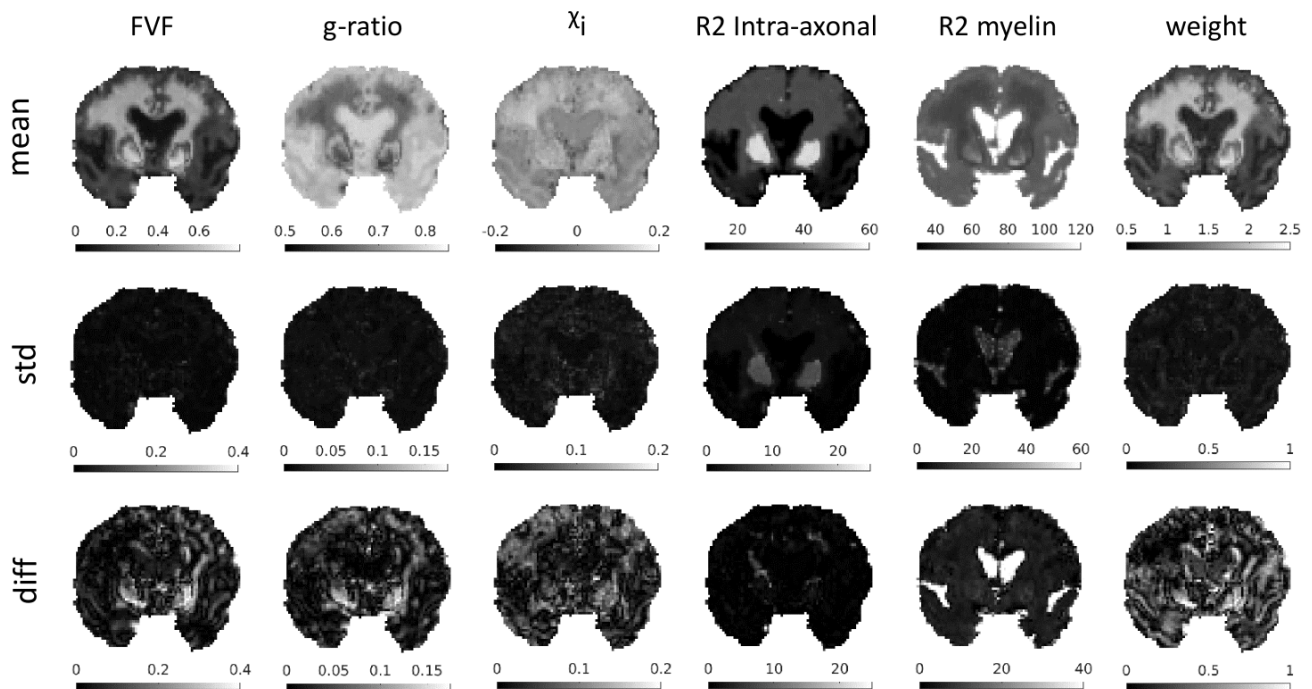 FVF g-ratio χi R2 Intra-axonal R2 myelin weight
mean
0 0.2 0.4 0.6 0.5 0.6 0.7 0.8 -0.2 0 0.2 20 40 60 40 60 80 100 120 0.5 1 1.5 2 2.5
std
0 0.2 0.4 0 0.05 0.1 0.15 0 0.1 0.2 0 10 20 0 20 40 60 0 0.5 1
diff
0 0.2 0.4 0 0.05 0.1 0.15 0 0.1 0.2 0 10 20 0 20 40 0 0.5 1